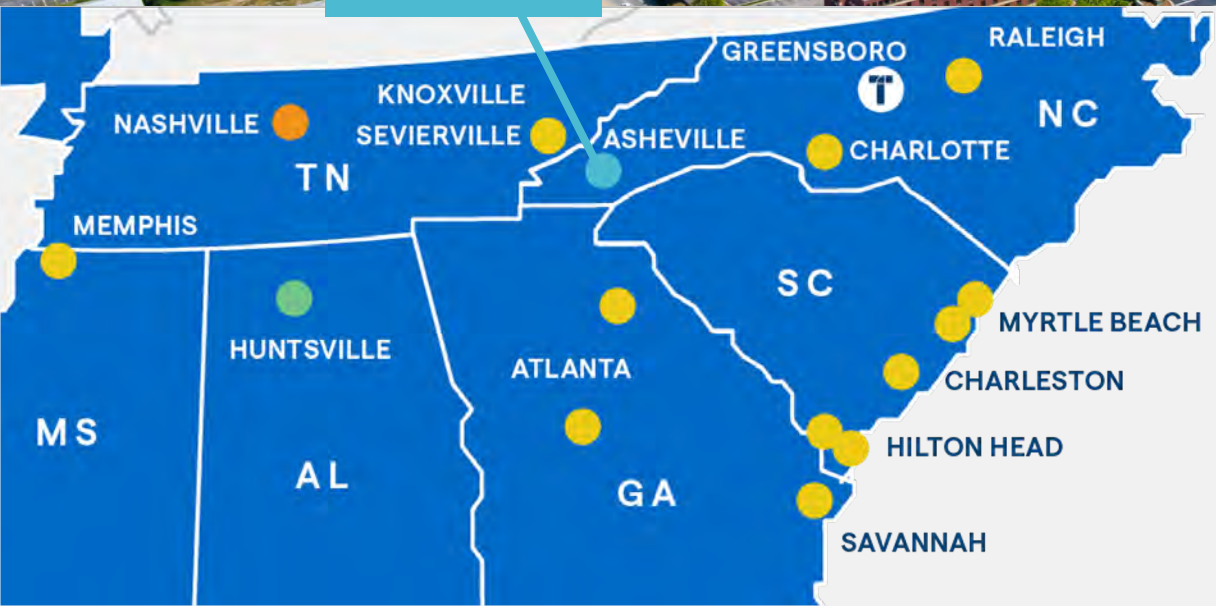 GREENSBORO
RALEIGH
KNOXVILLE
SEVIERVILLE
NASHVILLE
ASHEVILLE
NC
CHARLOTTE
TN
MEMPHIS
SC
HUNTSVILLE
ATLANTA
MYRTLE BEACH
CHARLESTON
MS
AL
GA
HILTON HEAD
SAVANNAH
T